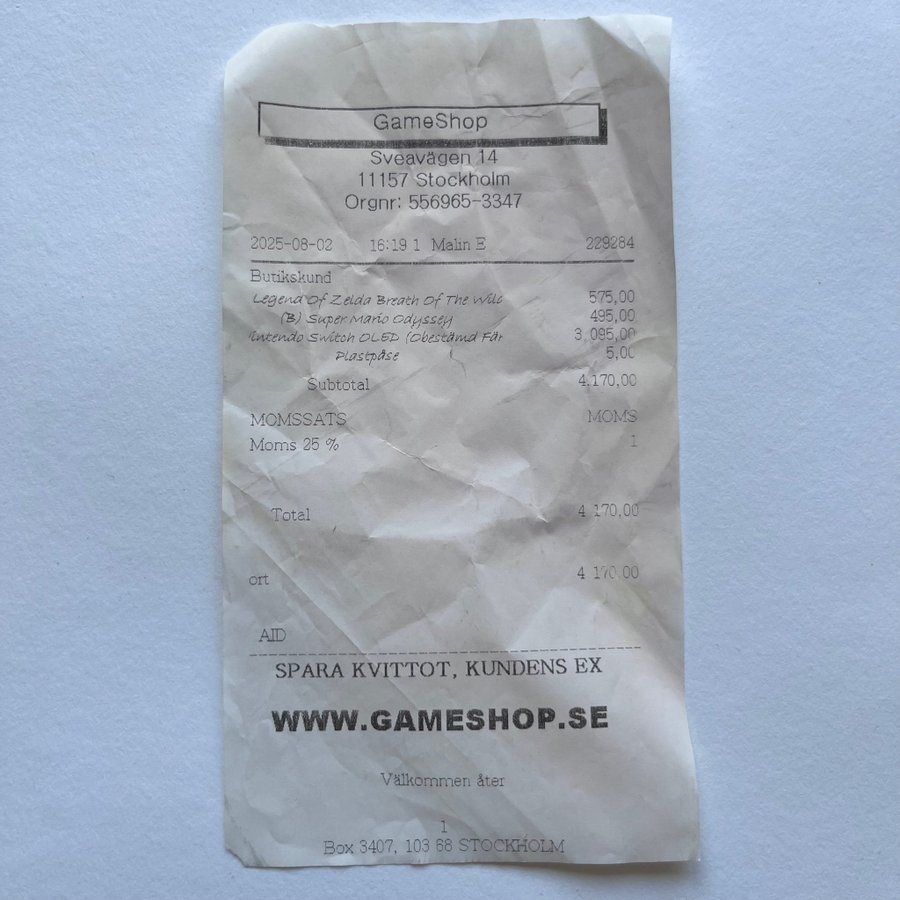 GameShop
Sveavägen 14
11157 Stockholm
Orgnr: 556965-3347
2025-08-02 16:19 1 Malin E 229284
Butikskund
Legend Of Zelda Breath Of The Wild 575,00
(B) Super Mario Odyssey 495,00
intendo Switch OLED (Obestämd Fär 3 095,00
Plastpåse 5,00
Subtotal 4.170,00
MOMSSATS MOMS
Moms 25 % 1
Total 4 170,00
ort 4 170 00
AID
SPARA KVITTOT, KUNDENS EX
WWW.GAMESHOP.SE
Välkommen åter
1
Box 3407, 103 68 STOCKHOLM